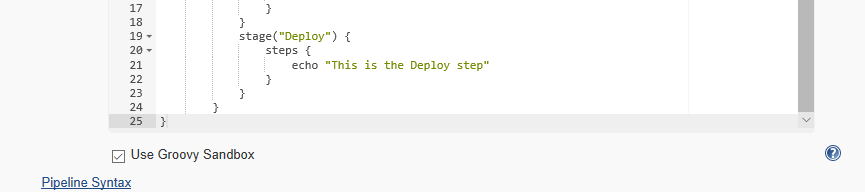 17 }
18 }
19 stage("Deploy") {
20 steps {
21 echo "This is the Deploy step"
22 }
23 }
24 }
25 }
Use Groovy Sandbox
?
Pipeline Syntax